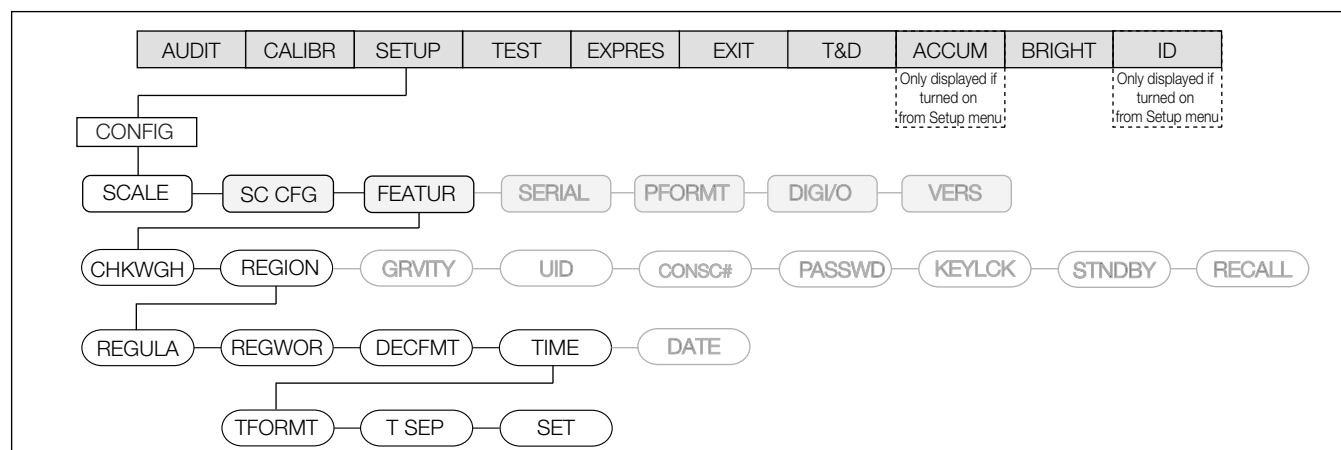 AUDIT CALIBR SETUP TEST EXPRES EXIT T&D ACCUM BRIGHT ID
Only displayed if turned on from Setup menu
Only displayed if turned on from Setup menu
CONFIG
SCALE SC CFG FEATUR SERIAL PFORMT DIGI/O VERS
CHKWGH REGION GRVITY UID CONSC# PASSWD KEYLCK STNDBY RECALL
REGULA REGWOR DECFMT TIME DATE
TFORMT T SEP SET